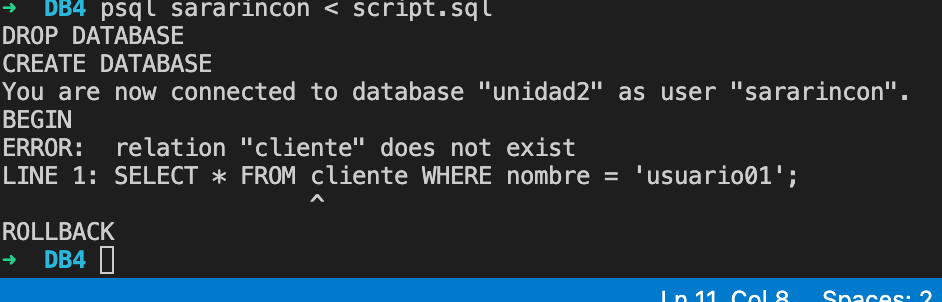 → DB4 psql sararincon < script.sql
DROP DATABASE
CREATE DATABASE
You are now connected to database "unidad2" as user "sararincon".
BEGIN
ERROR:  relation "cliente" does not exist
LINE 1: SELECT * FROM cliente WHERE nombre = 'usuario01';
^
ROLLBACK
→ DB4
Ln 11, Col 8 Spaces: 2